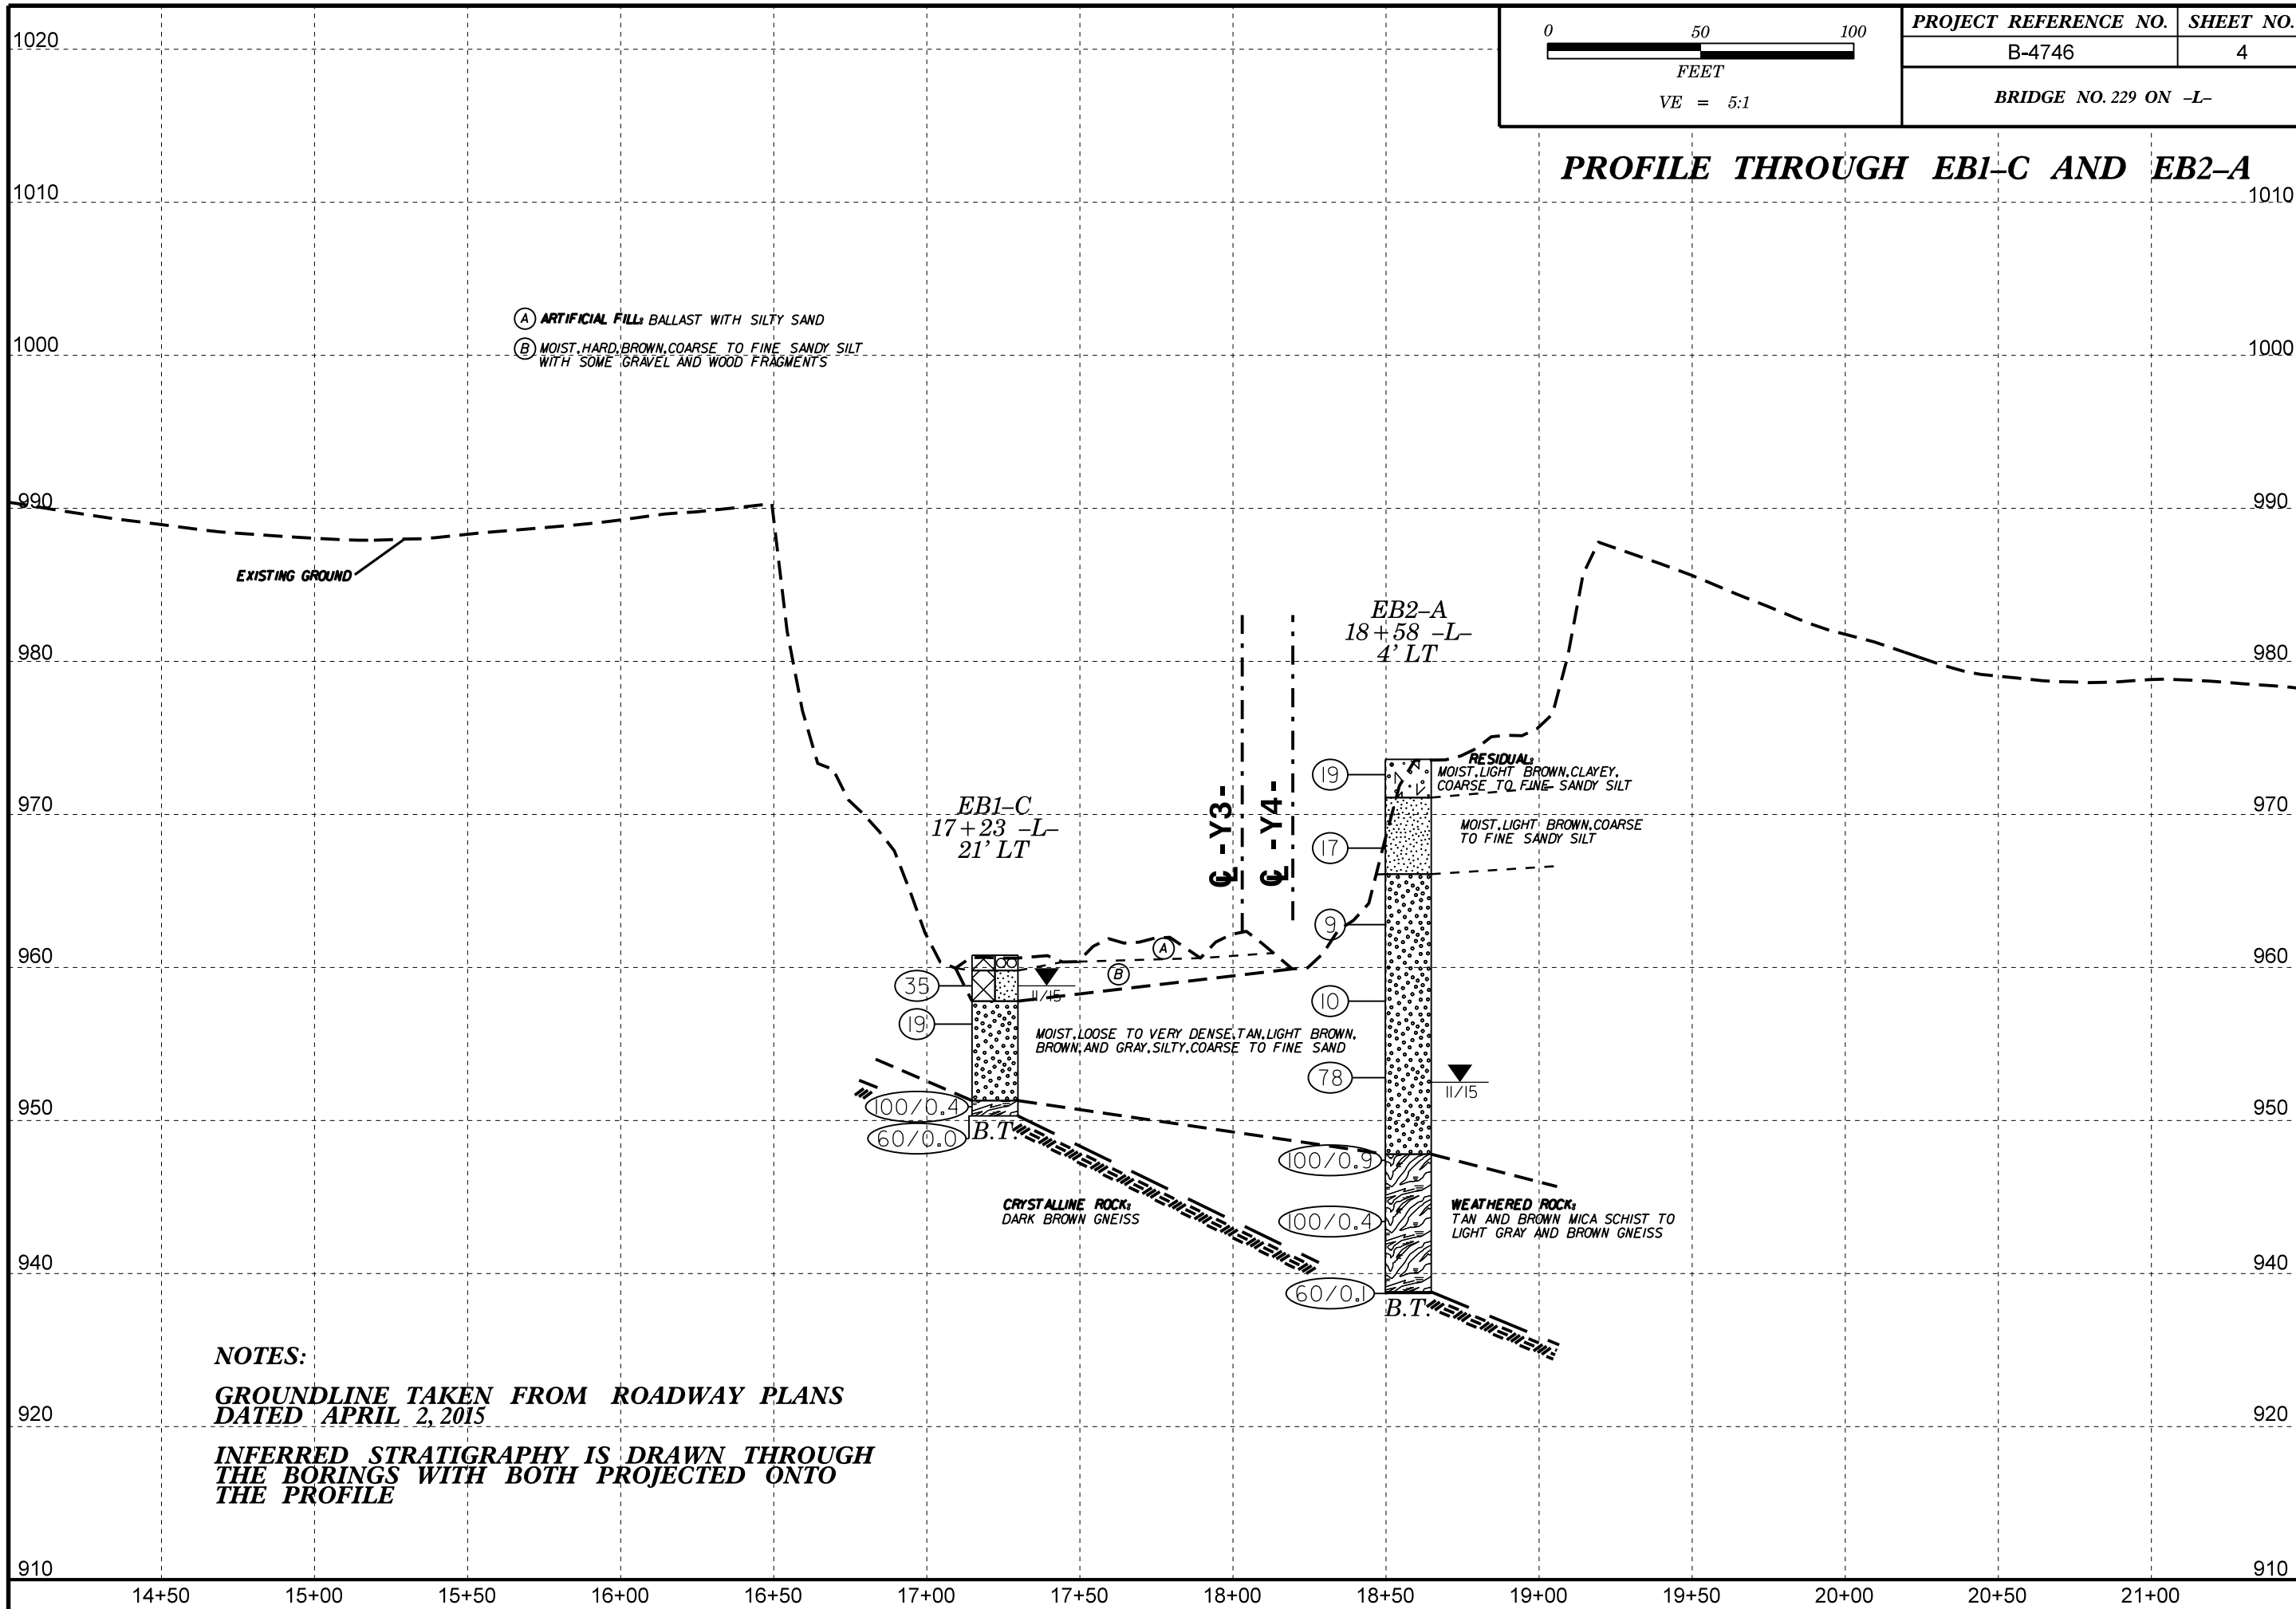 0 50 100
FEET
VE = 5:1
PROJECT REFERENCE NO. SHEET NO.
B-4746 4
BRIDGE NO. 229 ON -L-
PROFILE THROUGH EB1-C AND EB2-A
1020
1010 1010
A ARTIFICIAL FILL: BALLAST WITH SILTY SAND
B MOIST, HARD, BROWN, COARSE TO FINE SANDY SILT
WITH SOME GRAVEL AND WOOD FRAGMENTS
1000 1000
990 990
EXISTING GROUND
EB2-A
18+58 -L-
4' LT
980 980
RESIDUAL:
MOIST, LIGHT BROWN, CLAYEY,
COARSE TO FINE SANDY SILT
19
EB1-C
17+23 -L-
21' LT
970 970
℄ -Y3-
℄ -Y4-
MOIST, LIGHT BROWN, COARSE
TO FINE SANDY SILT
17
9
A
B
960 960
35
11/15
19
10
MOIST, LOOSE TO VERY DENSE, TAN, LIGHT BROWN,
BROWN, AND GRAY, SILTY, COARSE TO FINE SAND
78
11/15
100/0.4
950 950
60/0.0
B.T.
100/0.9
CRYSTALLINE ROCK:
DARK BROWN GNEISS
100/0.4
WEATHERED ROCK:
TAN AND BROWN MICA SCHIST TO
LIGHT GRAY AND BROWN GNEISS
940 940
60/0.1
B.T.
NOTES:
GROUNDLINE TAKEN FROM ROADWAY PLANS
DATED APRIL 2, 2015
920 920
INFERRED STRATIGRAPHY IS DRAWN THROUGH
THE BORINGS WITH BOTH PROJECTED ONTO
THE PROFILE
910 910
14+50 15+00 15+50 16+00 16+50 17+00 17+50 18+00 18+50 19+00 19+50 20+00 20+50 21+00